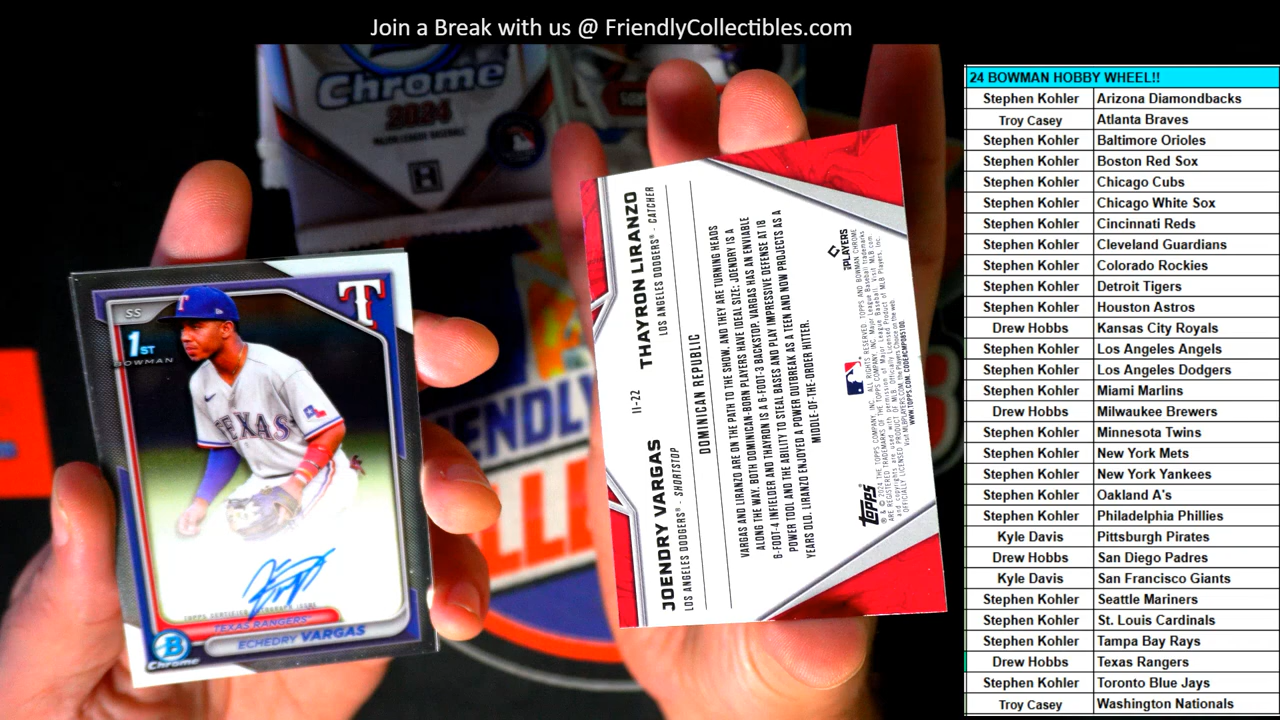 Join a Break with us @ FriendlyCollectibles.com
Chrome
2024
MAJOR LEAGUE BASEBALL
H
SS
1ST
BOWMAN
T
TEXAS
TEXAS RANGERS
ECHEDRY VARGAS
B
Chrome
JOENDRY VARGAS
LOS ANGELES DODGERS® - SHORTSTOP
11-22
THAYRON LIRANZO
LOS ANGELES DODGERS® - CATCHER
DOMINICAN REPUBLIC
VARGAS AND LIRANZO ARE ON THE PATH TO THE SHOW, AND THEY ARE TURNING HEADS
ALONG THE WAY. BOTH DOMINICAN-BORN PLAYERS HAVE IDEAL SIZE: JOENDRY IS A
6-FOOT-4 INFIELDER AND THAYRON IS A 6-FOOT-3 BACKSTOP. VARGAS HAS AN ENVIABLE
POWER TOOL AND THE ABILITY TO STEAL BASES AND PLAY IMPRESSIVE DEFENSE AT 18
YEARS OLD. LIRANZO ENJOYED A POWER OUTBREAK AS A TEEN AND NOW PROJECTS AS A
MIDDLE-OF-THE-ORDER HITTER.
PLAYERS
Topps
24 BOWMAN HOBBY WHEEL!!
Stephen Kohler Arizona Diamondbacks
Troy Casey Atlanta Braves
Stephen Kohler Baltimore Orioles
Stephen Kohler Boston Red Sox
Stephen Kohler Chicago Cubs
Stephen Kohler Chicago White Sox
Stephen Kohler Cincinnati Reds
Stephen Kohler Cleveland Guardians
Stephen Kohler Colorado Rockies
Stephen Kohler Detroit Tigers
Stephen Kohler Houston Astros
Drew Hobbs Kansas City Royals
Stephen Kohler Los Angeles Angels
Stephen Kohler Los Angeles Dodgers
Stephen Kohler Miami Marlins
Drew Hobbs Milwaukee Brewers
Stephen Kohler Minnesota Twins
Stephen Kohler New York Mets
Stephen Kohler New York Yankees
Stephen Kohler Oakland A's
Stephen Kohler Philadelphia Phillies
Kyle Davis Pittsburgh Pirates
Drew Hobbs San Diego Padres
Kyle Davis San Francisco Giants
Stephen Kohler Seattle Mariners
Stephen Kohler St. Louis Cardinals
Stephen Kohler Tampa Bay Rays
Drew Hobbs Texas Rangers
Stephen Kohler Toronto Blue Jays
Troy Casey Washington Nationals